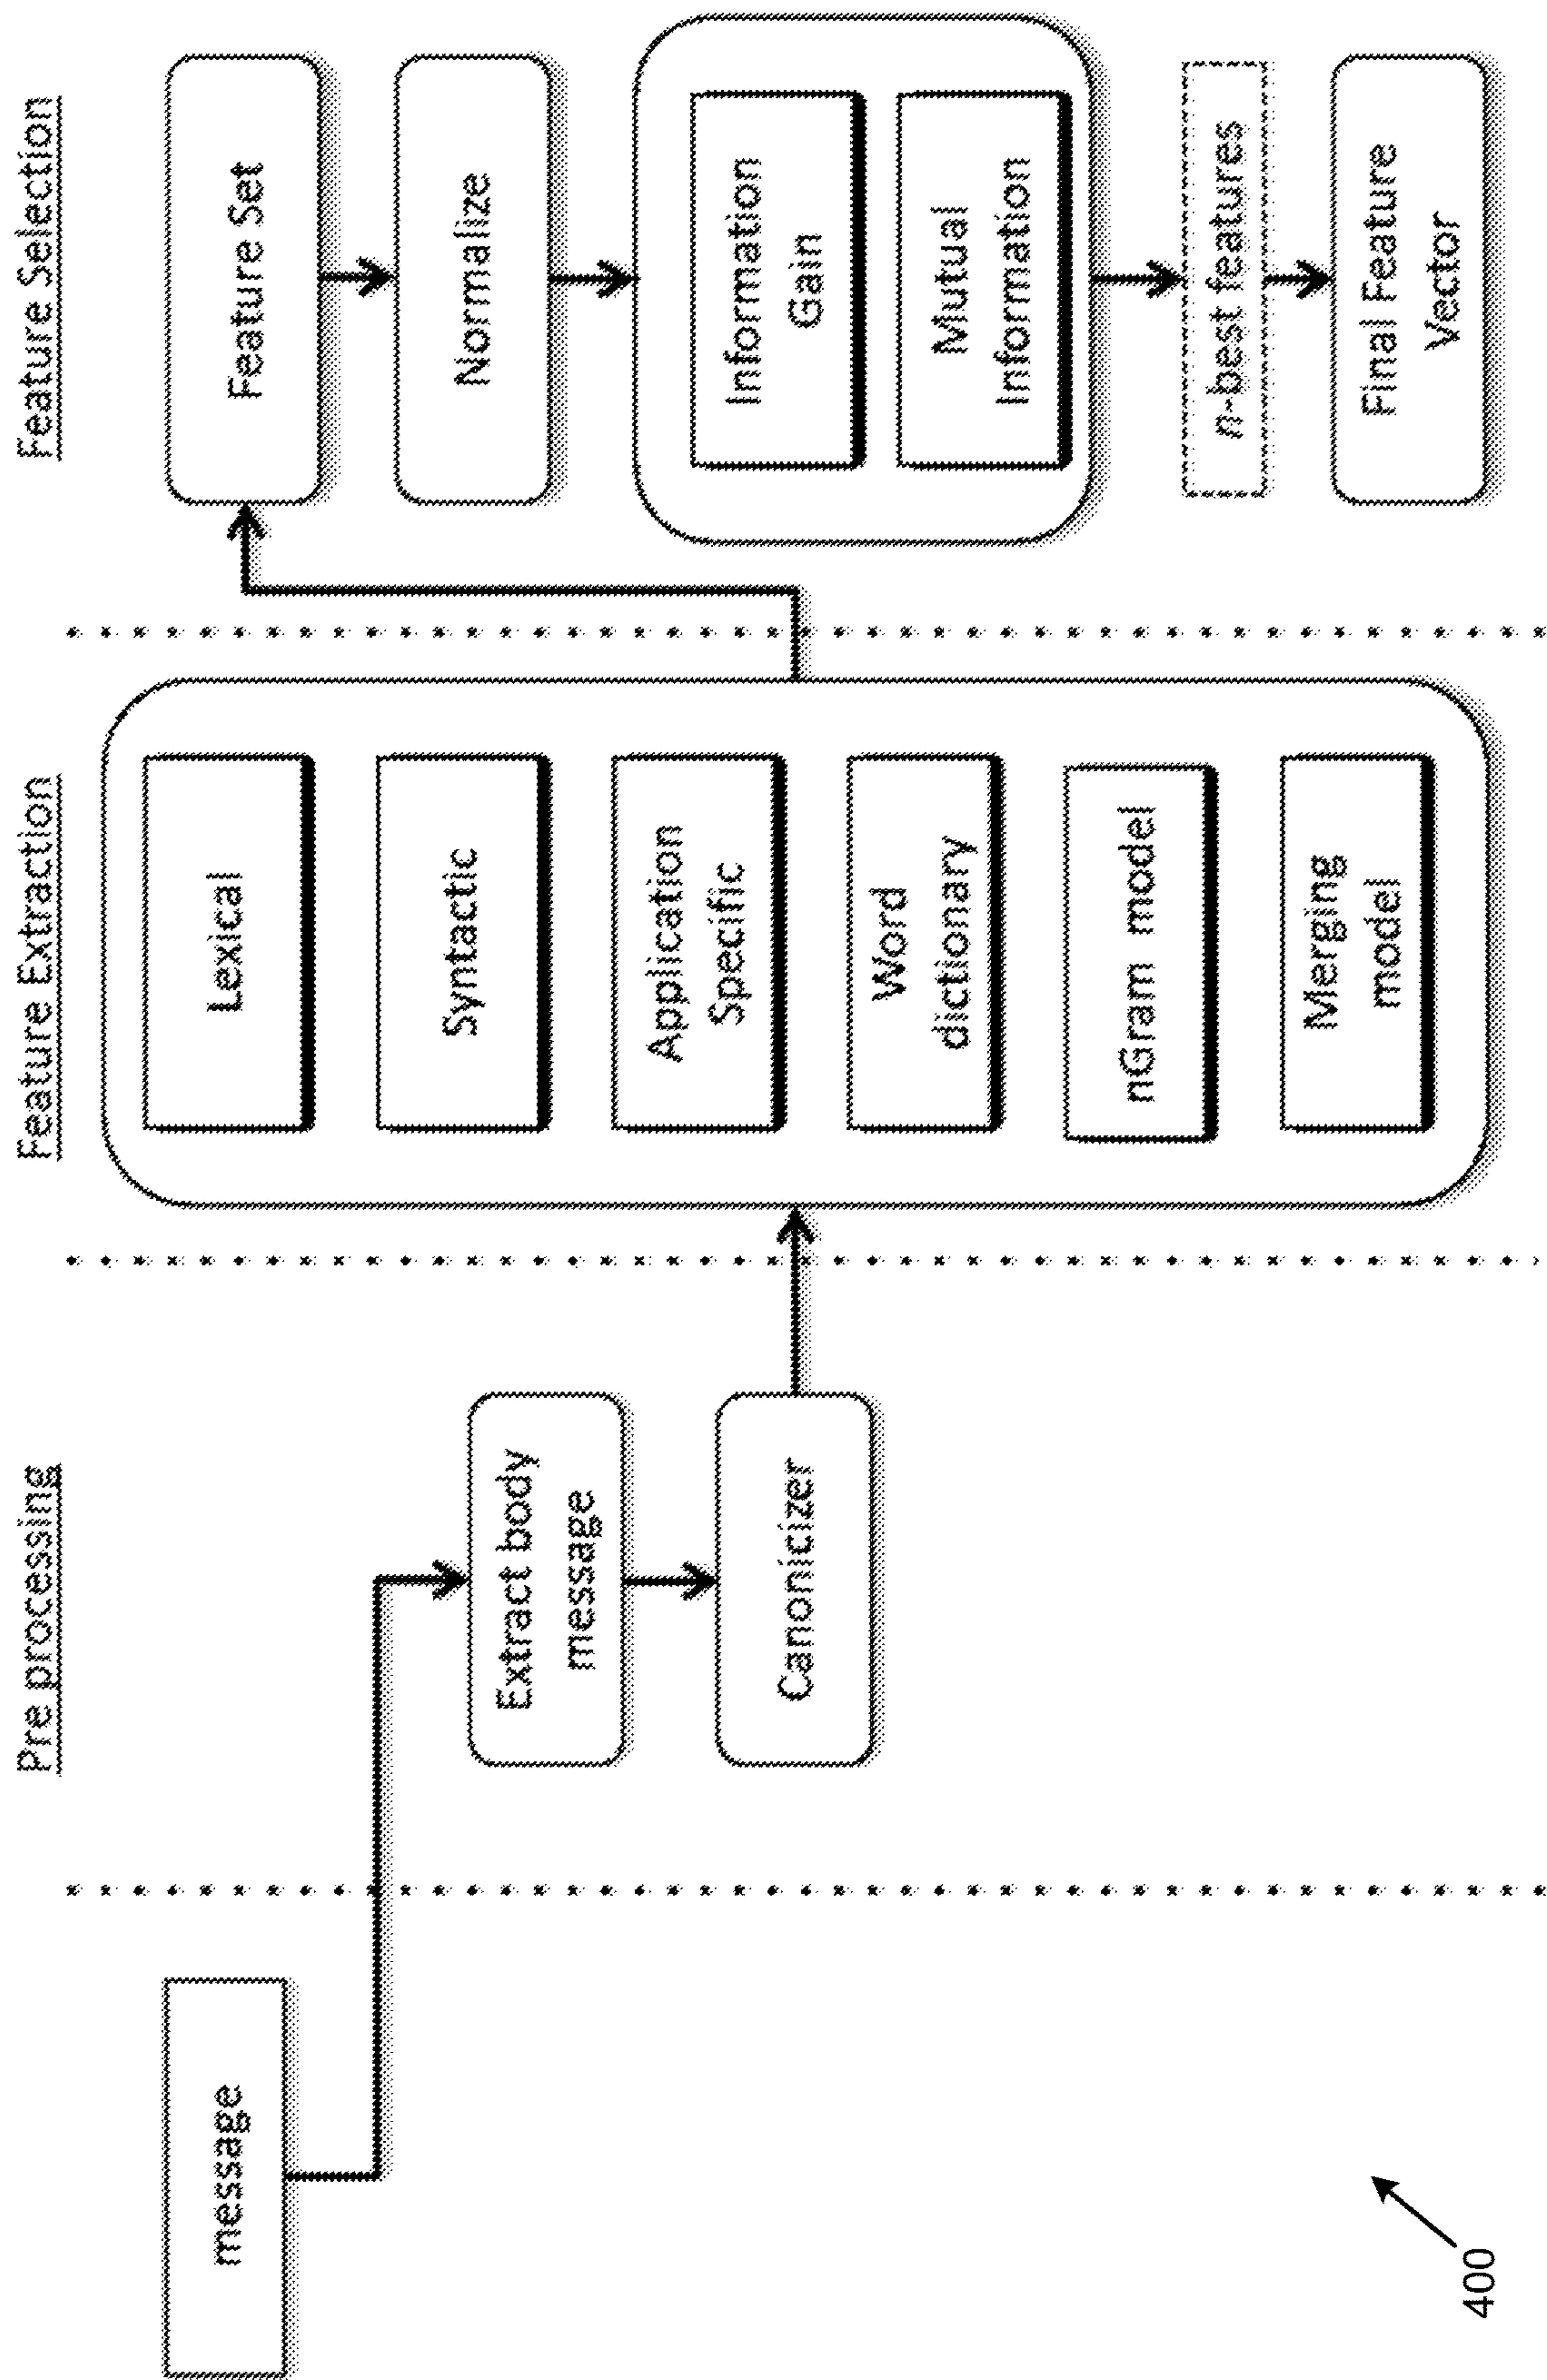 Pre processing
Feature Extraction
Feature Selection
message
Extract body
message
Canonicizer
Lexical
Syntactic
Application
Specific
Word
dictionary
nGram model
Merging
model
Feature Set
Normalize
Information
Gain
Mutual
Information
n-best features
Final Feature
Vector
400